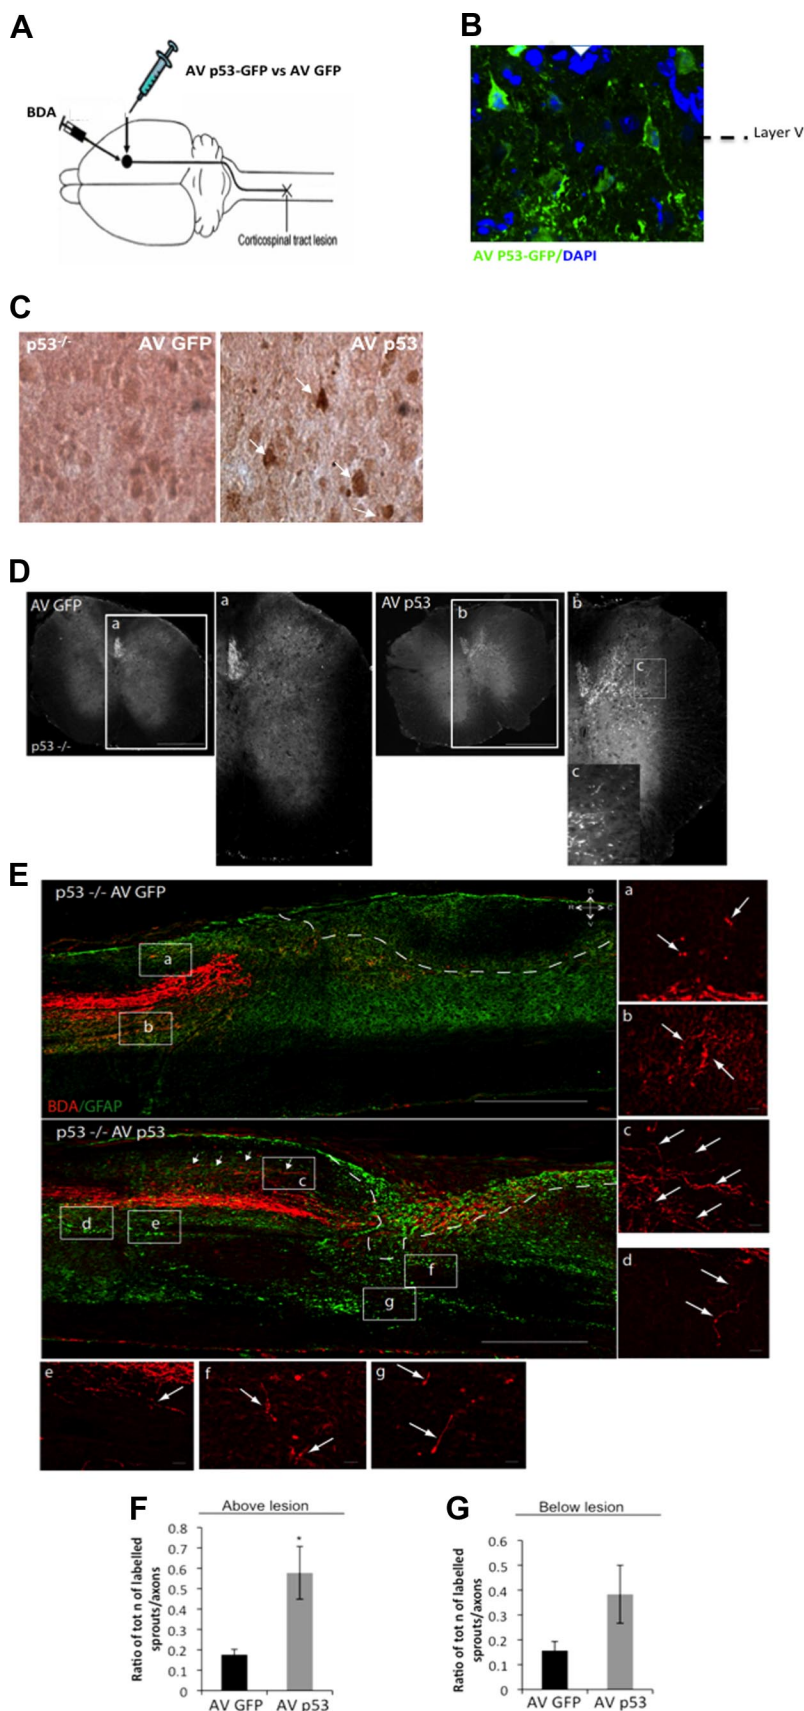 A
AV p53-GFP vs AV GFP
BDA
Corticospinal tract lesion
B
Layer V
AV P53-GFP/DAPI
C
p53-/-
AV GFP
AV p53
D
AV GFP
a
p53 -/-
a
AV p53
b
b
c
c
E
p53 -/- AV GFP
D
R
C
V
a
b
BDA/GFAP
a
b
p53 -/- AV p53
c
d
e
f
g
c
d
e
f
g
F
Above lesion
Ratio of tot n of labelled
sprouts/axons
0.8
0.7
0.6
0.5
0.4
0.3
0.2
0.1
0
*
AV GFP
AV p53
G
Below lesion
Ratio of tot n of labelled
sprouts/axons
0.6
0.5
0.4
0.3
0.2
0.1
0
AV GFP
AV p53